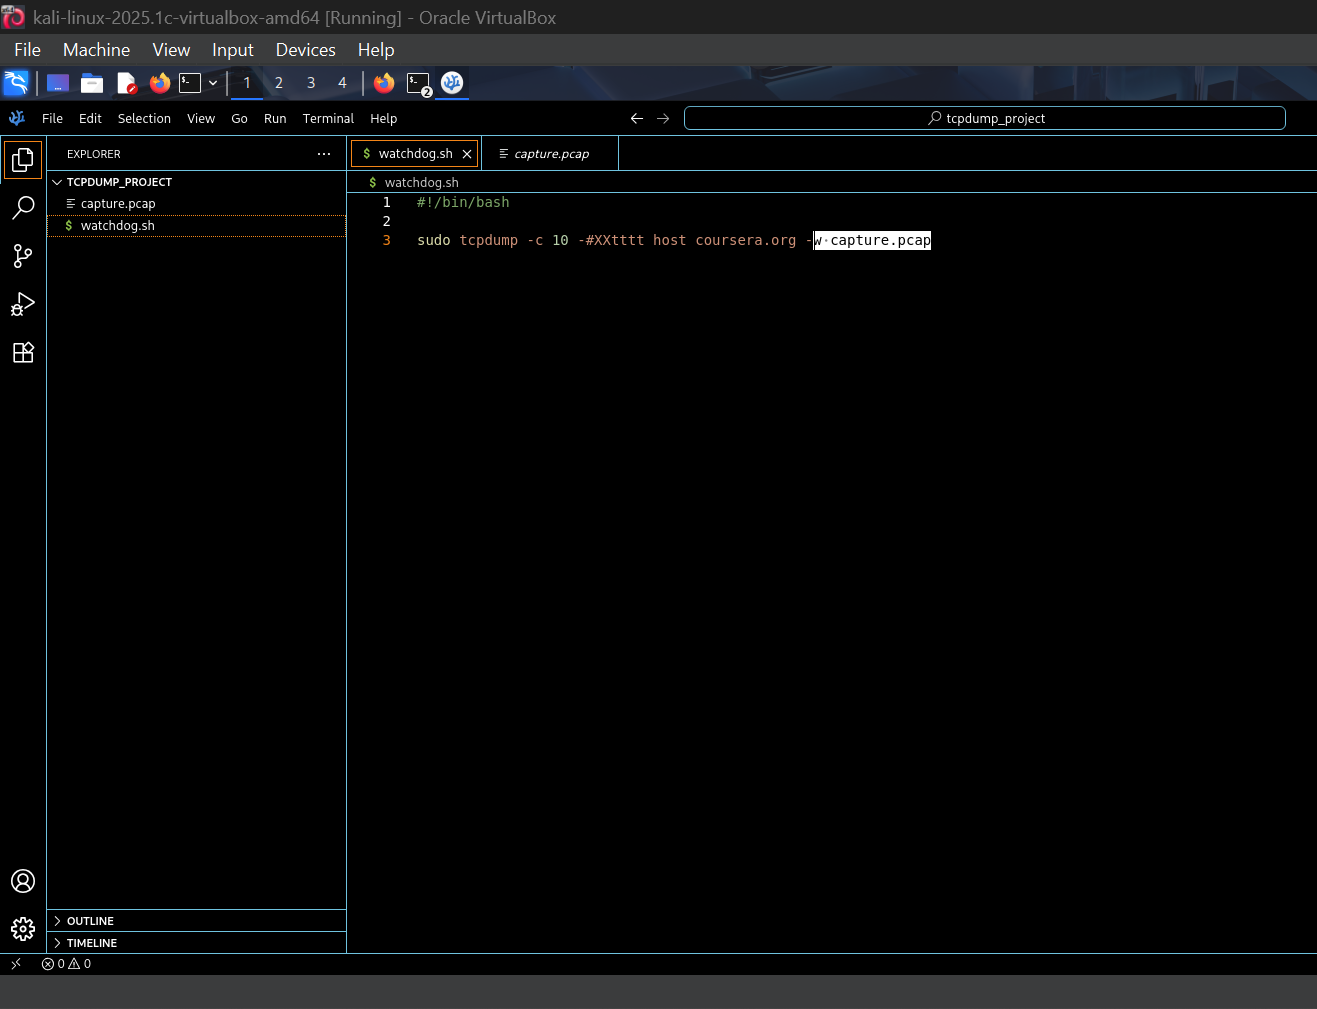 kali-linux-2025.1c-virtualbox-amd64 [Running] - Oracle VirtualBox
File Machine View Input Devices Help
1 2 3 4 2
File Edit Selection View Go Run Terminal Help
tcpdump_project
EXPLORER ···
watchdog.sh
capture.pcap
TCPDUMP_PROJECT
capture.pcap
$ watchdog.sh
$ watchdog.sh
1 #!/bin/bash
2
3 sudo tcpdump -c 10 -#XXtttt host coursera.org -w·capture.pcap
OUTLINE
TIMELINE
0 0